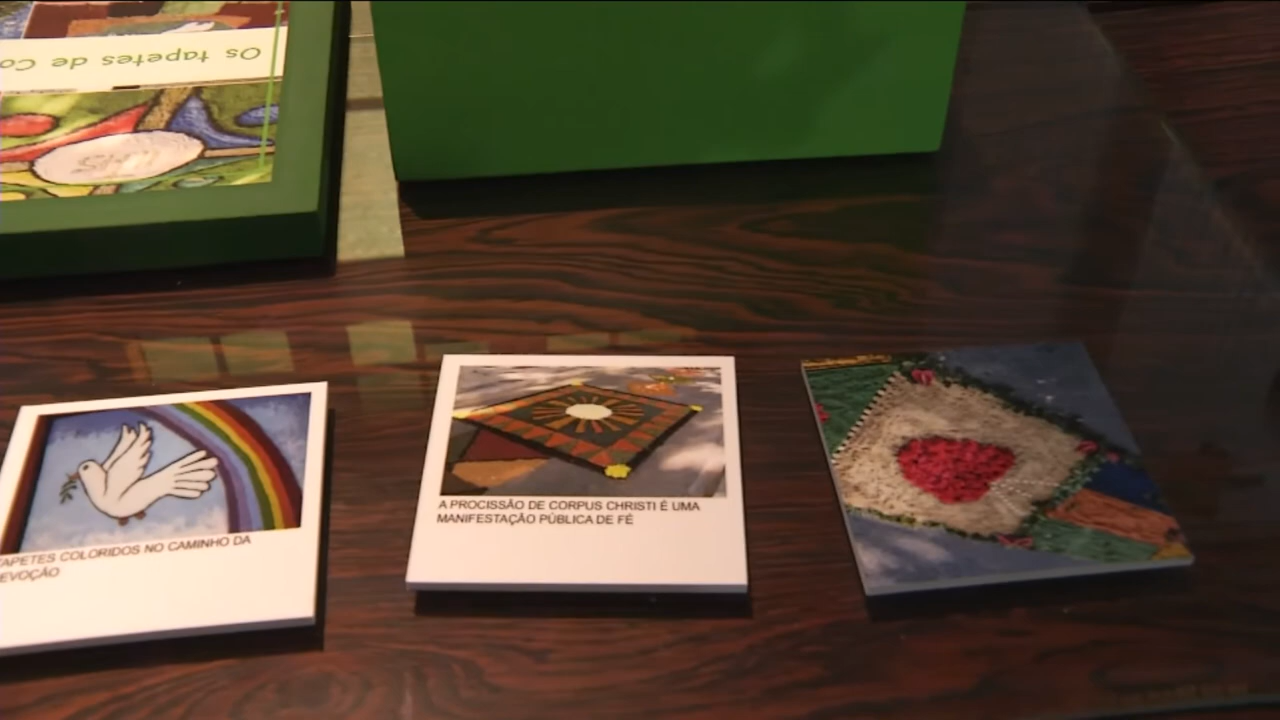 Os tapetes de Co
TAPETES COLORIDOS NO CAMINHO DA
EVOÇÃO
A PROCISSÃO DE CORPUS CHRISTI É UMA
MANIFESTAÇÃO PÚBLICA DE FÉ